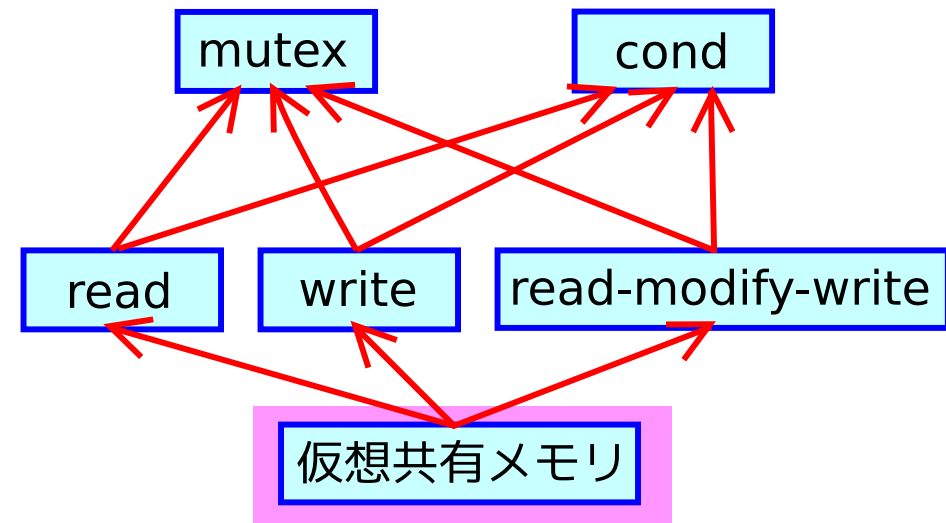 mutex
cond
read
write
read-modify-write
仮想共有メモリ